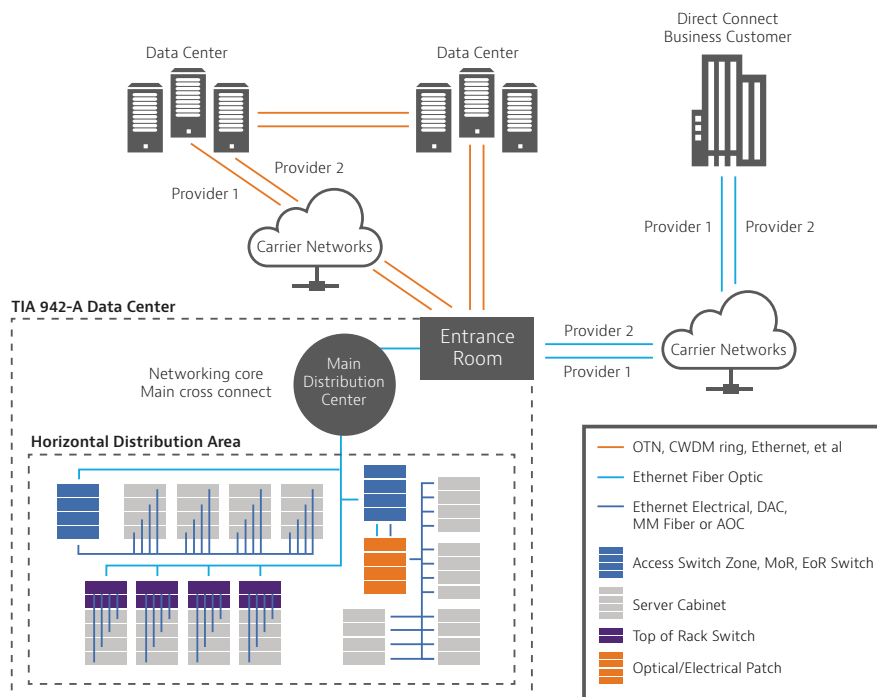 Direct Connect
Business Customer
Data Center
Data Center
Provider 2
Provider 1
Provider 1
Provider 2
Carrier Networks
TIA 942-A Data Center
Entrance
Room
Provider 2
Provider 1
Carrier Networks
Networking core
Main cross connect
Main
Distribution
Center
Horizontal Distribution Area
OTN, CWDM ring, Ethernet, et al
Ethernet Fiber Optic
Ethernet Electrical, DAC,
MM Fiber or AOC
Access Switch Zone, MoR, EoR Switch
Server Cabinet
Top of Rack Switch
Optical/Electrical Patch